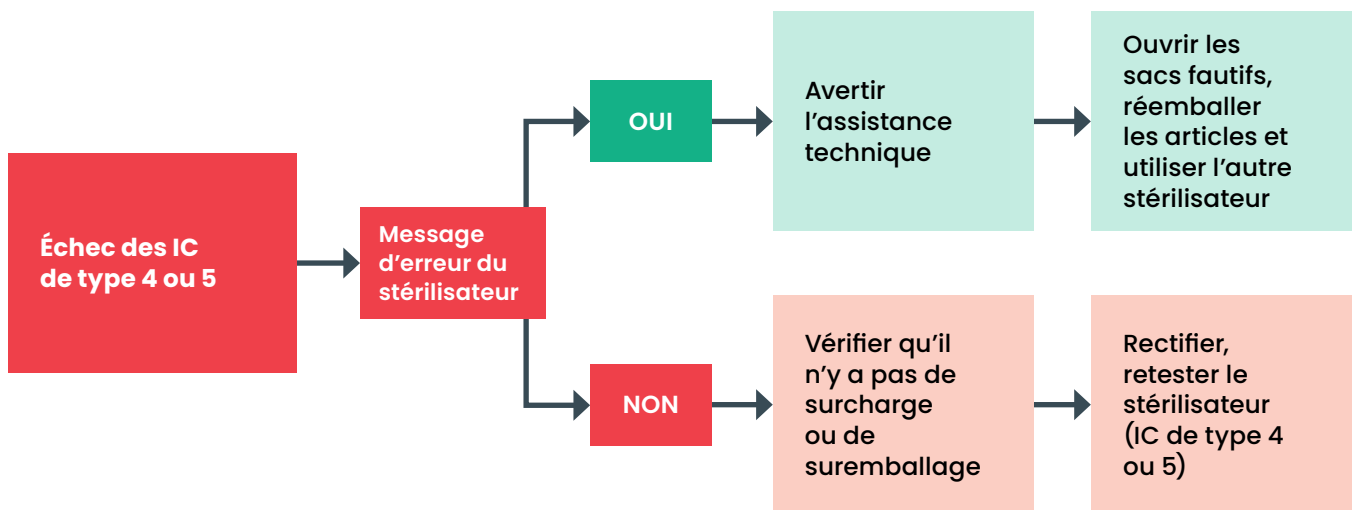 Échec des IC
de type 4 ou 5
Message
d’erreur du
stérilisateur
OUI
Avertir
l’assistance
technique
Ouvrir les
sacs fautifs,
réemballer
les articles et
utiliser l’autre
stérilisateur
NON
Vérifier qu’il
n’y a pas de
surcharge
ou de
suremballage
Rectifier,
retester le
stérilisateur
(IC de type 4
ou 5)